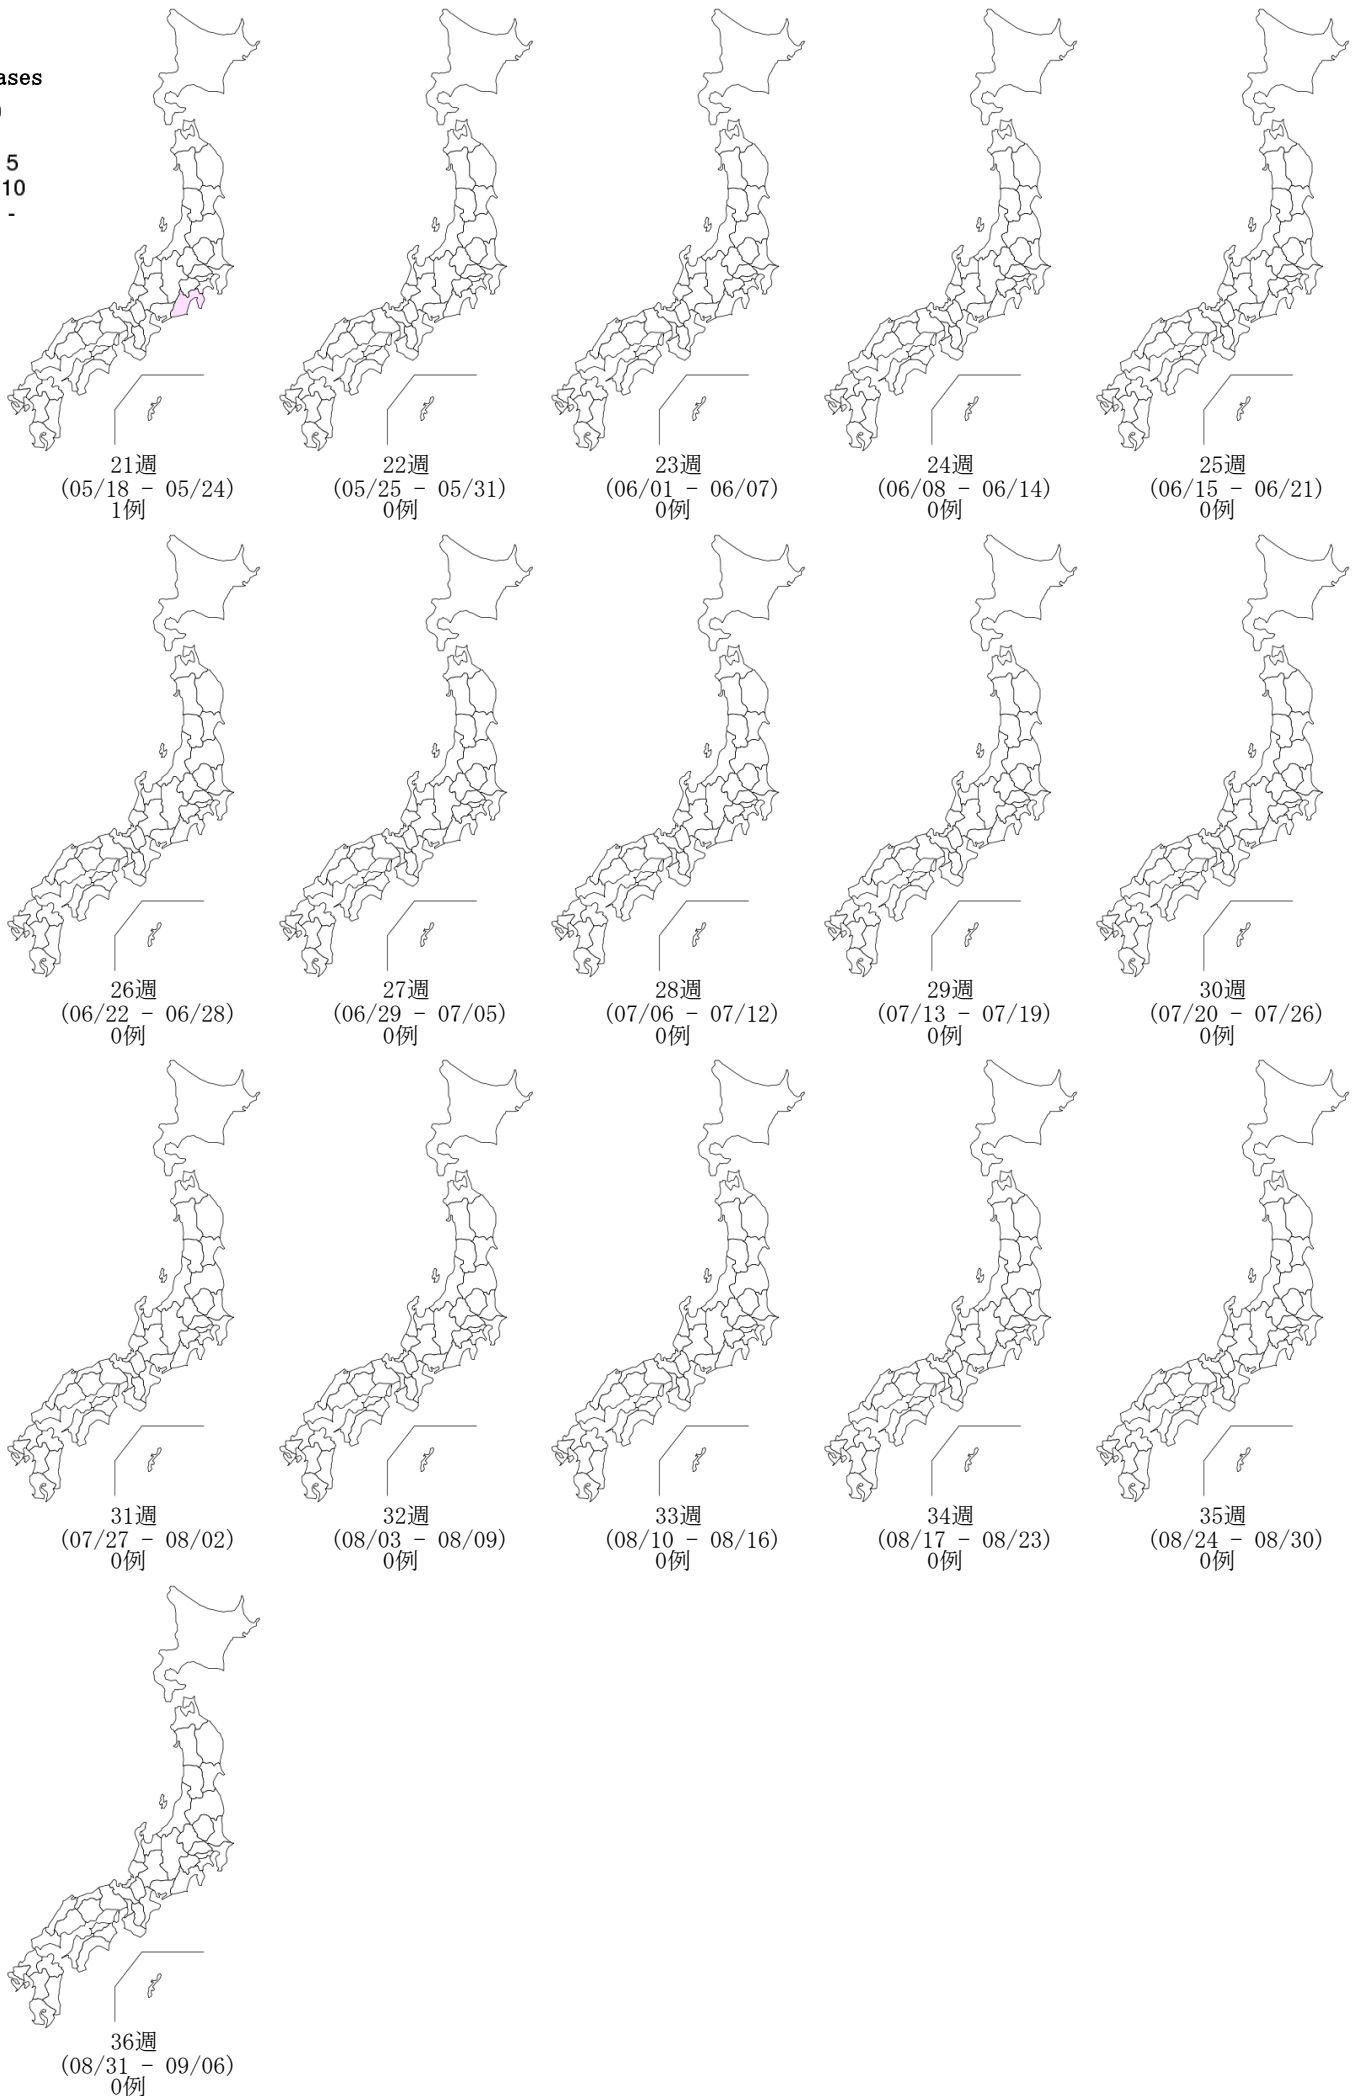 ases
5
10
-
21週
(05/18 - 05/24)
1例
22週
(05/25 - 05/31)
0例
23週
(06/01 - 06/07)
0例
24週
(06/08 - 06/14)
0例
25週
(06/15 - 06/21)
0例
26週
(06/22 - 06/28)
0例
27週
(06/29 - 07/05)
0例
28週
(07/06 - 07/12)
0例
29週
(07/13 - 07/19)
0例
30週
(07/20 - 07/26)
0例
31週
(07/27 - 08/02)
0例
32週
(08/03 - 08/09)
0例
33週
(08/10 - 08/16)
0例
34週
(08/17 - 08/23)
0例
35週
(08/24 - 08/30)
0例
36週
(08/31 - 09/06)
0例